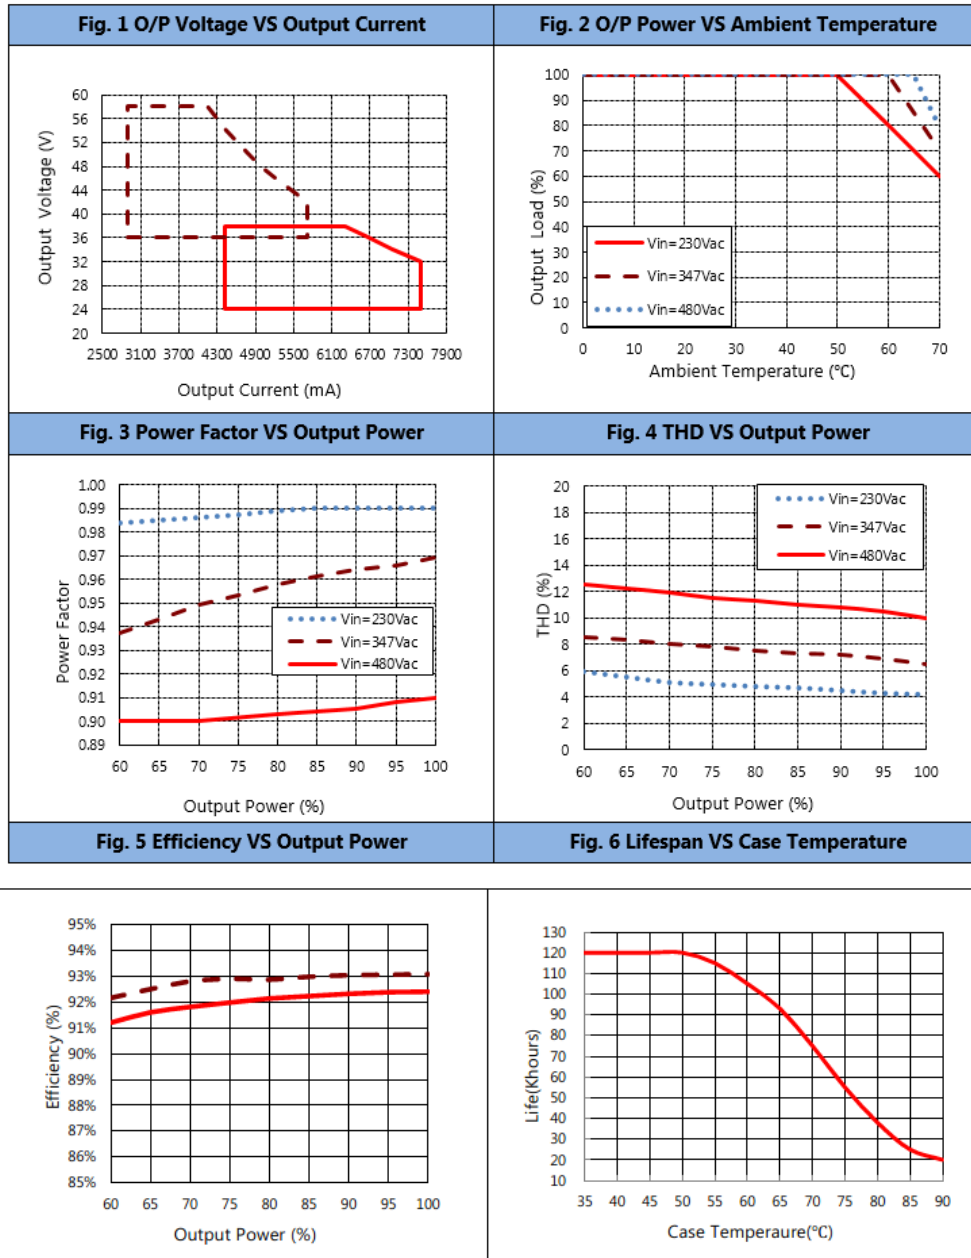 Fig. 1 O/P Voltage VS Output Current
Fig. 2 O/P Power VS Ambient Temperature
60
56
52
48
44
40
36
32
28
24
20
Output Voltage (V)
2500 3100 3700 4300 4900 5500 6100 6700 7300 7900
Output Current (mA)
100
90
80
70
60
50
40
30
20
10
0
Output Load (%)
Vin=230Vac
Vin=347Vac
Vin=480Vac
0 10 20 30 40 50 60 70
Ambient Temperature (℃)
Fig. 3 Power Factor VS Output Power
Fig. 4 THD VS Output Power
1.00
0.99
0.98
0.97
0.96
0.95
0.94
0.93
0.92
0.91
0.90
0.89
Power Factor
Vin=230Vac
Vin=347Vac
Vin=480Vac
60 65 70 75 80 85 90 95 100
Output Power (%)
20
18
16
14
12
10
8
6
4
2
0
THD (%)
Vin=230Vac
Vin=347Vac
Vin=480Vac
60 65 70 75 80 85 90 95 100
Output Power (%)
Fig. 5 Efficiency VS Output Power
Fig. 6 Lifespan VS Case Temperature
95%
94%
93%
92%
91%
90%
89%
88%
87%
86%
85%
Efficiency (%)
60 65 70 75 80 85 90 95 100
Output Power (%)
130
120
110
100
90
80
70
60
50
40
30
20
10
Life(Khours)
35 40 45 50 55 60 65 70 75 80 85 90
Case Temperaure(℃)